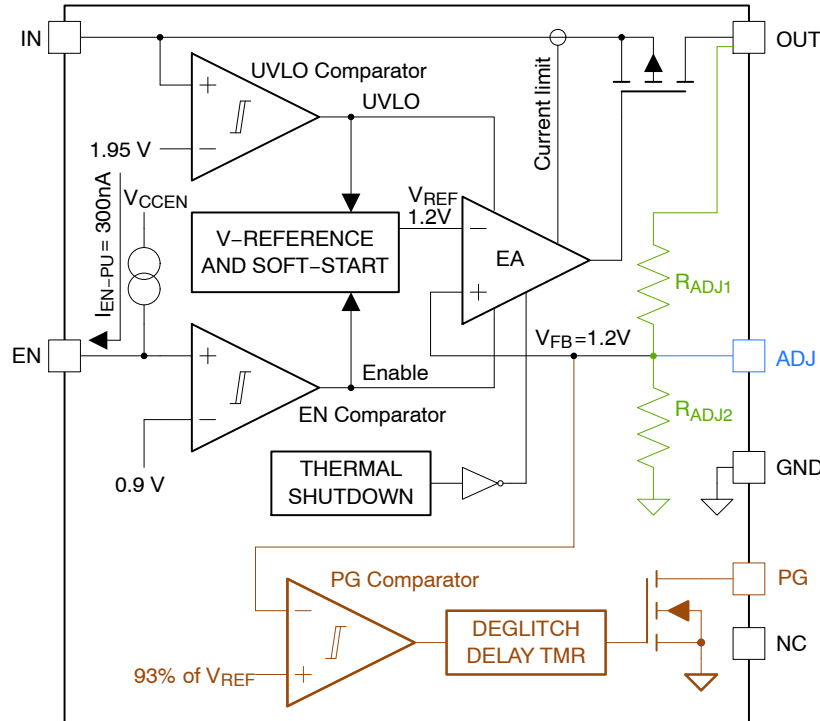 IN
OUT
UVLO Comparator
UVLO
+
−
1.95 V
Current limit
IEN−PU = 300nA
VCCEN
VREF
1.2V
V−REFERENCE
AND SOFT−START
−
EA
+
RADJ1
VFB=1.2V
EN
ADJ
+
Enable
−
EN Comparator
RADJ2
0.9 V
THERMAL
SHUTDOWN
GND
PG Comparator
PG
−
DEGLITCH
DELAY TMR
NC
93% of VREF
+